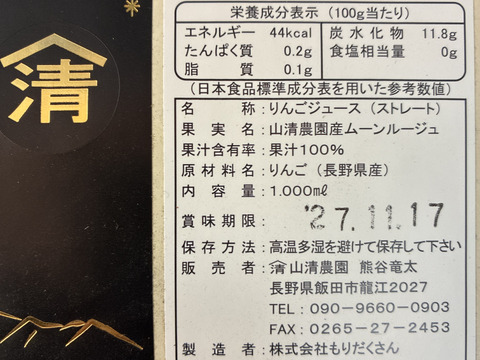 清
栄養成分表示（100g当たり）
エネルギー 44kcal 炭水化物 11.8g
たんぱく質 0.2g 食塩相当量 0g
脂質 0.1g
（日本食品標準成分表を用いた参考数値）
名称：りんごジュース（ストレート）
果実名：山清農園産ムーンルージュ
果汁含有率：果汁100％
原材料名：りんご（長野県産）
内容量：1.000㎖
賞味期限： '27.11.17
保存方法：高温多湿を避けて保存して下さい
販売者：清 山清農園 熊谷竜太
長野県飯田市龍江2027
TEL：090-9660-0903
FAX：0265-27-2453
製造者：株式会社もりだくさん